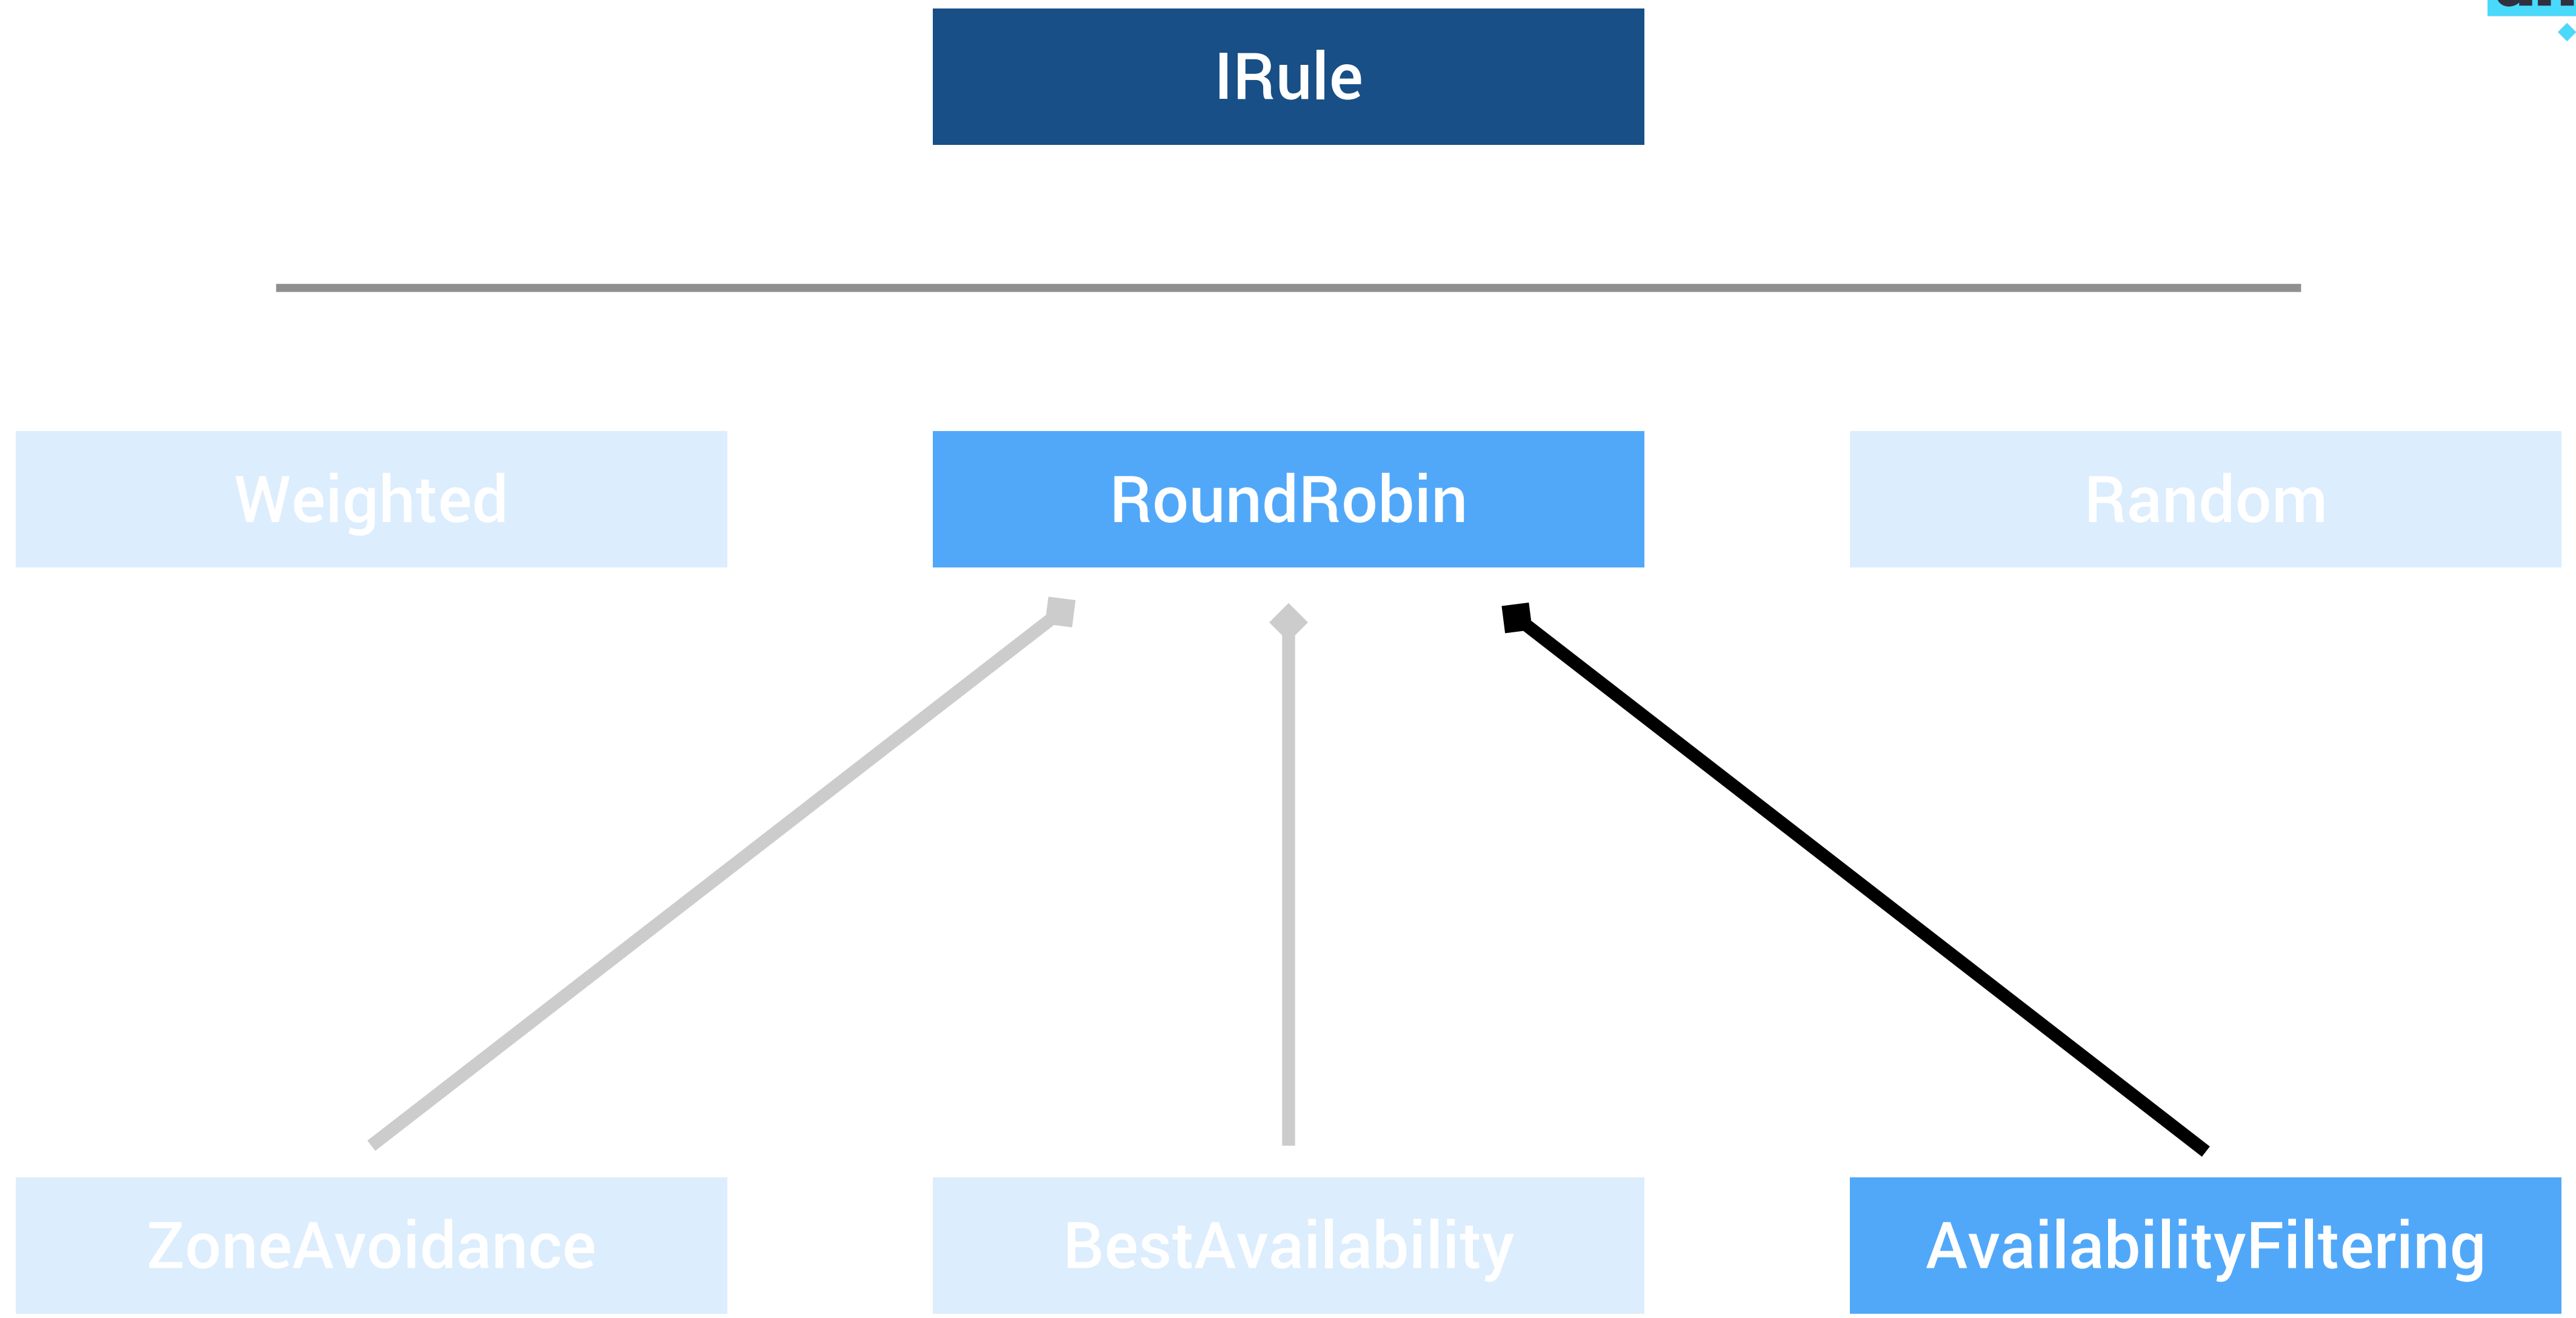 IRule
Weighted
RoundRobin
Random
ZoneAvoidance
BestAvailability
AvailabilityFiltering